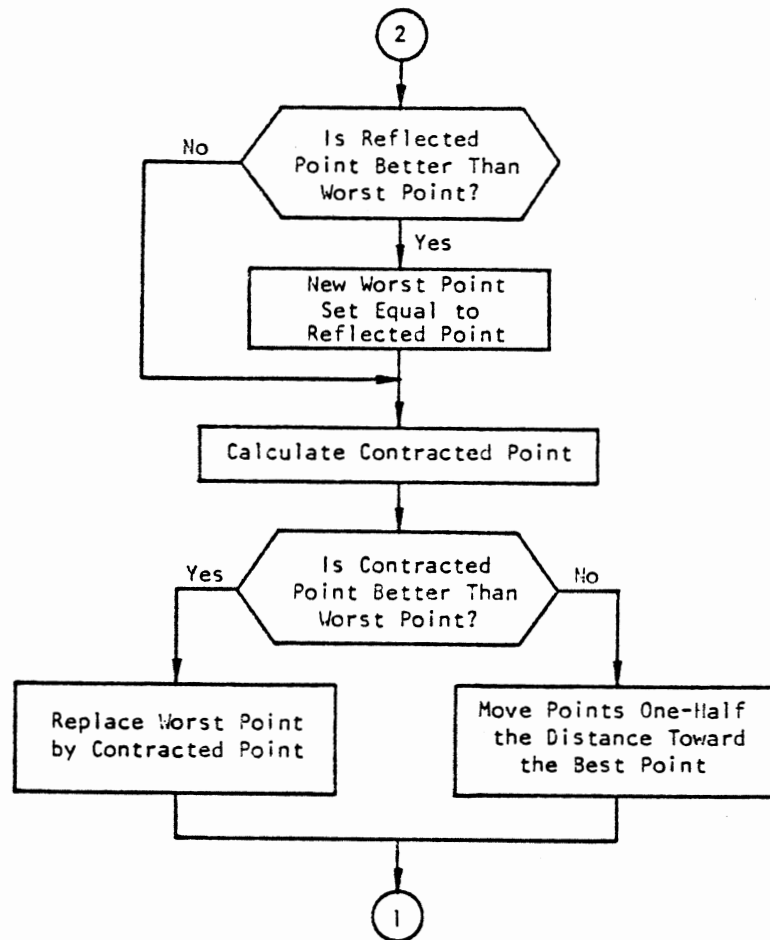 2
Is Reflected
Point Better Than
Worst Point?
No
Yes
New Worst Point
Set Equal to
Reflected Point
Calculate Contracted Point
Is Contracted
Point Better Than
Worst Point?
Yes
No
Replace Worst Point
by Contracted Point
Move Points One-Half
the Distance Toward
the Best Point
1